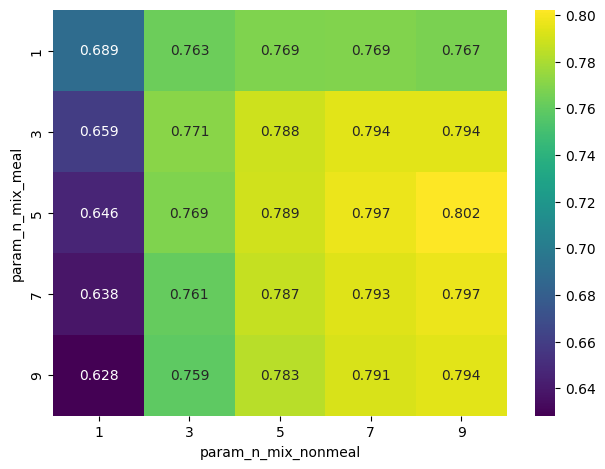 1 0.689 0.763 0.769 0.769 0.767
3 0.659 0.771 0.788 0.794 0.794
5 0.646 0.769 0.789 0.797 0.802
7 0.638 0.761 0.787 0.793 0.797
9 0.628 0.759 0.783 0.791 0.794
1 3 5 7 9
param_n_mix_nonmeal
param_n_mix_meal
0.80
0.78
0.76
0.74
0.72
0.70
0.68
0.66
0.64